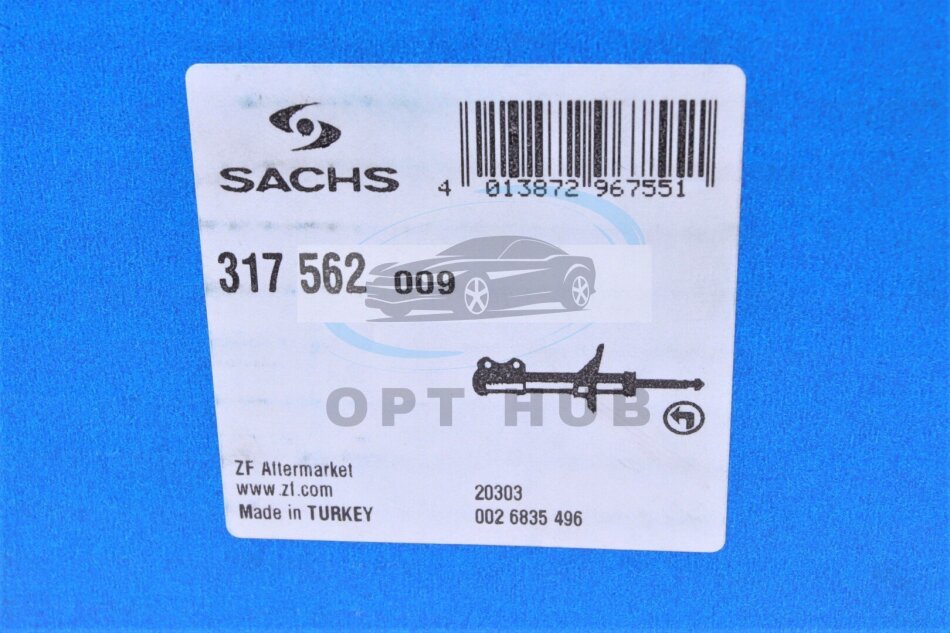 SACHS
4 013872 967551
317 562 009
OPT HUB
ZF Aftermarket
www.zf.com
Made in TURKEY
20303
002 6835 496